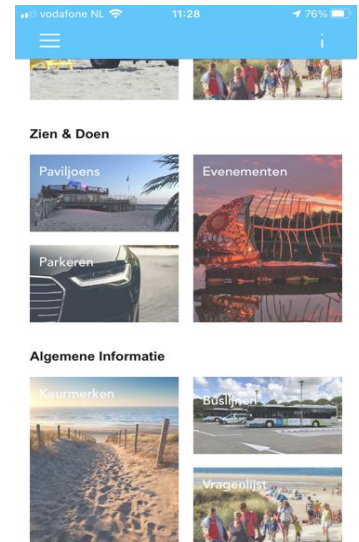 vodafone NL 11:28 76%
i
Zien & Doen
Paviljoens
Evenementen
Parkeren
Algemene Informatie
Keurmerken
Buslijnen
Vragenlijst